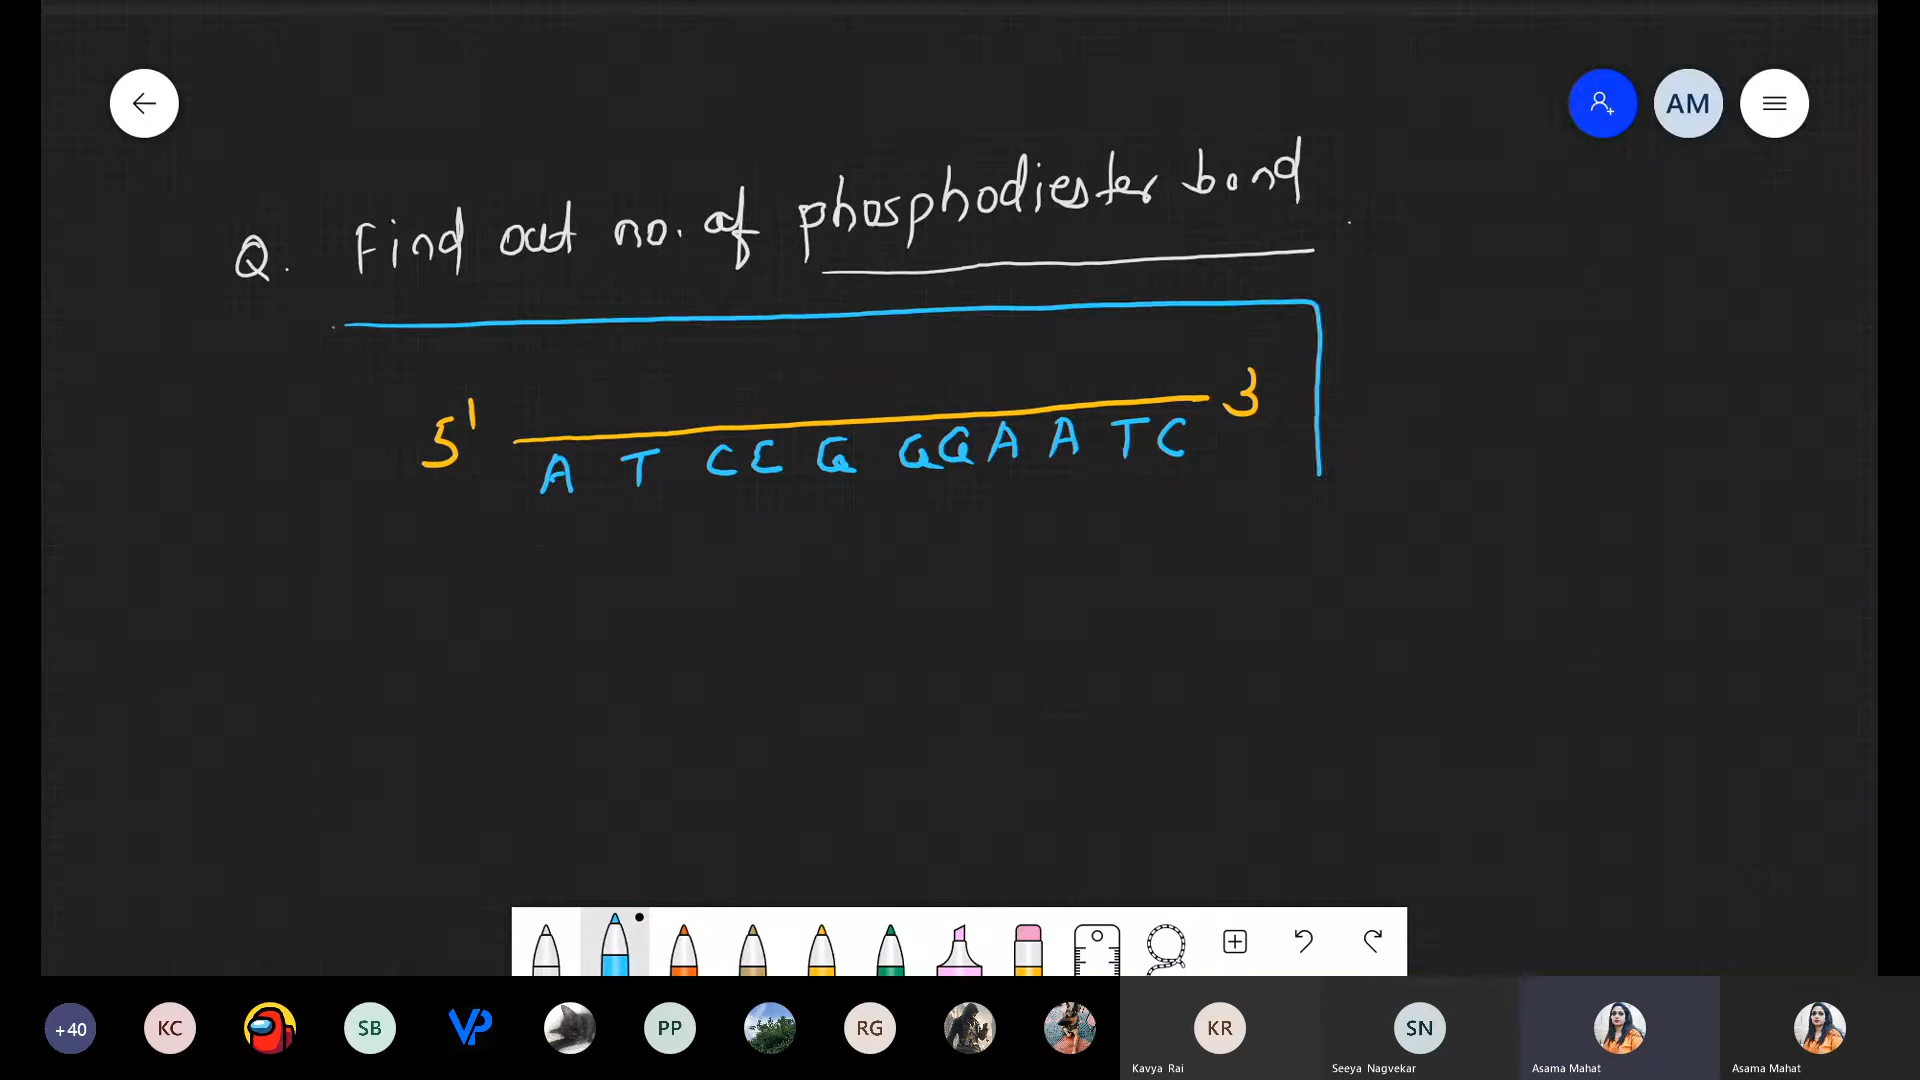 AM
Q. Find out no. of phosphodiester bond
5' 3
A T C C G G G A A T C
+40 KC SB VP PP RG KR SN
Kavya Rai Seeya Nagvekar Asama Mahat Asama Mahat